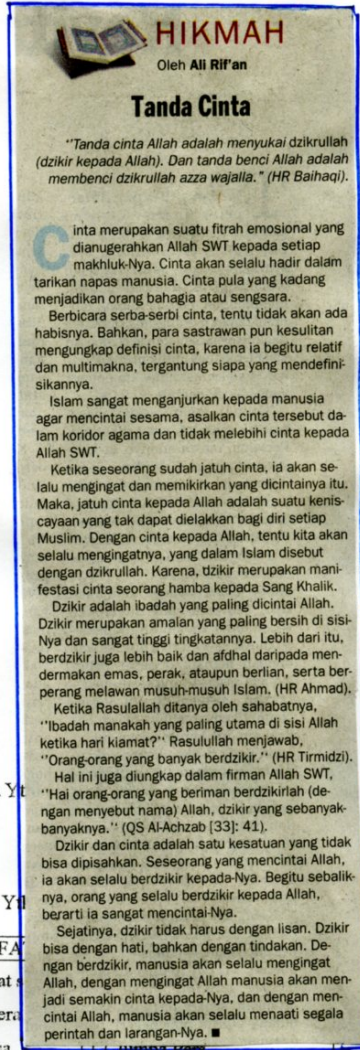 HIKMAH
Oleh Ali Rif'an
Tanda Cinta
"Tanda cinta Allah adalah menyukai dzikrullah
(dzikir kepada Allah). Dan tanda benci Allah adalah
membenci dzikrullah azza wajalla." (HR Baihaqi).
Cinta merupakan suatu fitrah emosional yang
dianugerahkan Allah SWT kepada setiap
makhluk-Nya. Cinta akan selalu hadir dalam
tarikan napas manusia. Cinta pula yang kadang
menjadikan orang bahagia atau sengsara.
Berbicara serba-serbi cinta, tentu tidak akan ada
habisnya. Bahkan, para sastrawan pun kesulitan
mengungkap definisi cinta, karena ia begitu relatif
dan multimakna, tergantung siapa yang mendefini-
sikannya.
Islam sangat menganjurkan kepada manusia
agar mencintai sesama, asalkan cinta tersebut da-
lam koridor agama dan tidak melebihi cinta kepada
Allah SWT.
Ketika seseorang sudah jatuh cinta, ia akan se-
lalu mengingat dan memikirkan yang dicintainya itu.
Maka, jatuh cinta kepada Allah adalah suatu kenis-
cayaan yang tak dapat dielakkan bagi diri setiap
Muslim. Dengan cinta kepada Allah, tentu kita akan
selalu mengingatnya, yang dalam Islam disebut
dengan dzikrullah. Karena, dzikir merupakan mani-
festasi cinta seorang hamba kepada Sang Khalik.
Dzikir adalah ibadah yang paling dicintai Allah.
Dzikir merupakan amalan yang paling bersih di sisi-
Nya dan sangat tinggi tingkatannya. Lebih dari itu,
berdzikir juga lebih baik dan afdhal daripada men-
dermakan emas, perak, ataupun berlian, serta ber-
perang melawan musuh-musuh Islam. (HR Ahmad).
Ketika Rasulallah ditanya oleh sahabatnya,
"Ibadah manakah yang paling utama di sisi Allah
ketika hari kiamat?" Rasulullah menjawab,
"Orang-orang yang banyak berdzikir." (HR Tirmidzi).
Hal ini juga diungkap dalam firman Allah SWT,
"Hai orang-orang yang beriman berdzikirlah (de-
ngan menyebut nama) Allah, dzikir yang sebanyak-
banyaknya." (QS Al-Achzab [33]: 41).
Dzikir dan cinta adalah satu kesatuan yang tidak
bisa dipisahkan. Seseorang yang mencintai Allah,
ia akan selalu berdzikir kepada-Nya. Begitu sebalik-
nya, orang yang selalu berdzikir kepada Allah,
berarti ia sangat mencintai-Nya.
Sejatinya, dzikir tidak harus dengan lisan. Dzikir
bisa dengan hati, bahkan dengan tindakan. De-
ngan berdzikir, manusia akan selalu mengingat
Allah, dengan mengingat Allah manusia akan men-
jadi semakin cinta kepada-Nya, dan dengan men-
cintai Allah, manusia akan selalu menaati segala
perintah dan larangan-Nya. ■